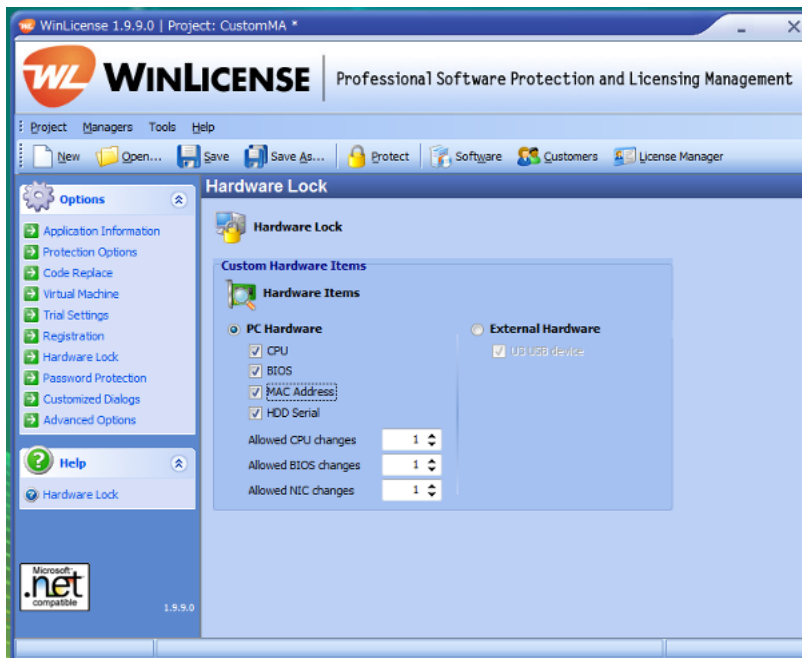 WinLicense 1.9.9.0 | Project: CustomMA *
WL WINLICENSE Professional Software Protection and Licensing Management
Project Managers Tools Help
New Open... Save Save As... Protect Software Customers License Manager
Options
Application Information
Protection Options
Code Replace
Virtual Machine
Trial Settings
Registration
Hardware Lock
Password Protection
Customized Dialogs
Advanced Options
Help
Hardware Lock
Microsoft
.net
compatible
1.9.9.0
Hardware Lock
Hardware Lock
Custom Hardware Items
Hardware Items
PC Hardware
CPU
BIOS
MAC Address
HDD Serial
Allowed CPU changes 1
Allowed BIOS changes 1
Allowed NIC changes 1
External Hardware
U3 USB device